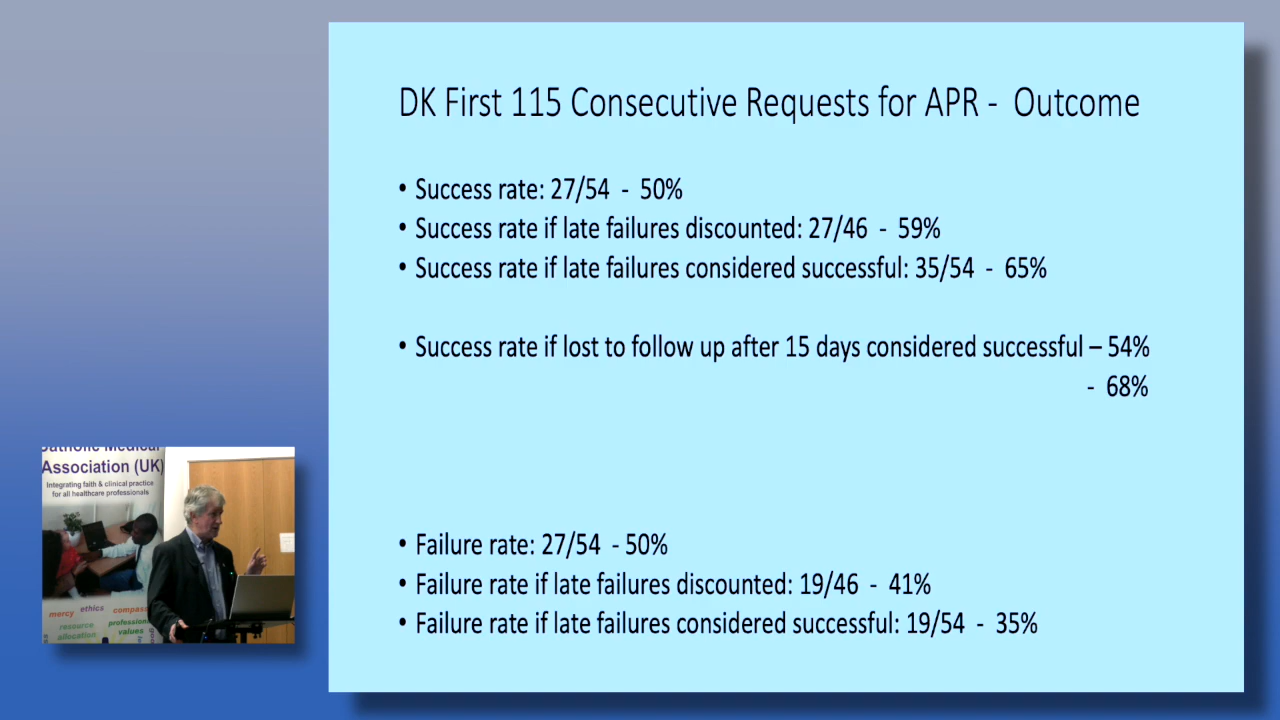 DK First 115 Consecutive Requests for APR - Outcome
• Success rate: 27/54 - 50%
• Success rate if late failures discounted: 27/46 - 59%
• Success rate if late failures considered successful: 35/54 - 65%
• Success rate if lost to follow up after 15 days considered successful – 54%
- 68%
• Failure rate: 27/54 - 50%
• Failure rate if late failures discounted: 19/46 - 41%
• Failure rate if late failures considered successful: 19/54 - 35%
Catholic Medical
Association (UK)
Integrating faith & clinical practice
for all healthcare professionals
mercy ethics
resource
allocation
values